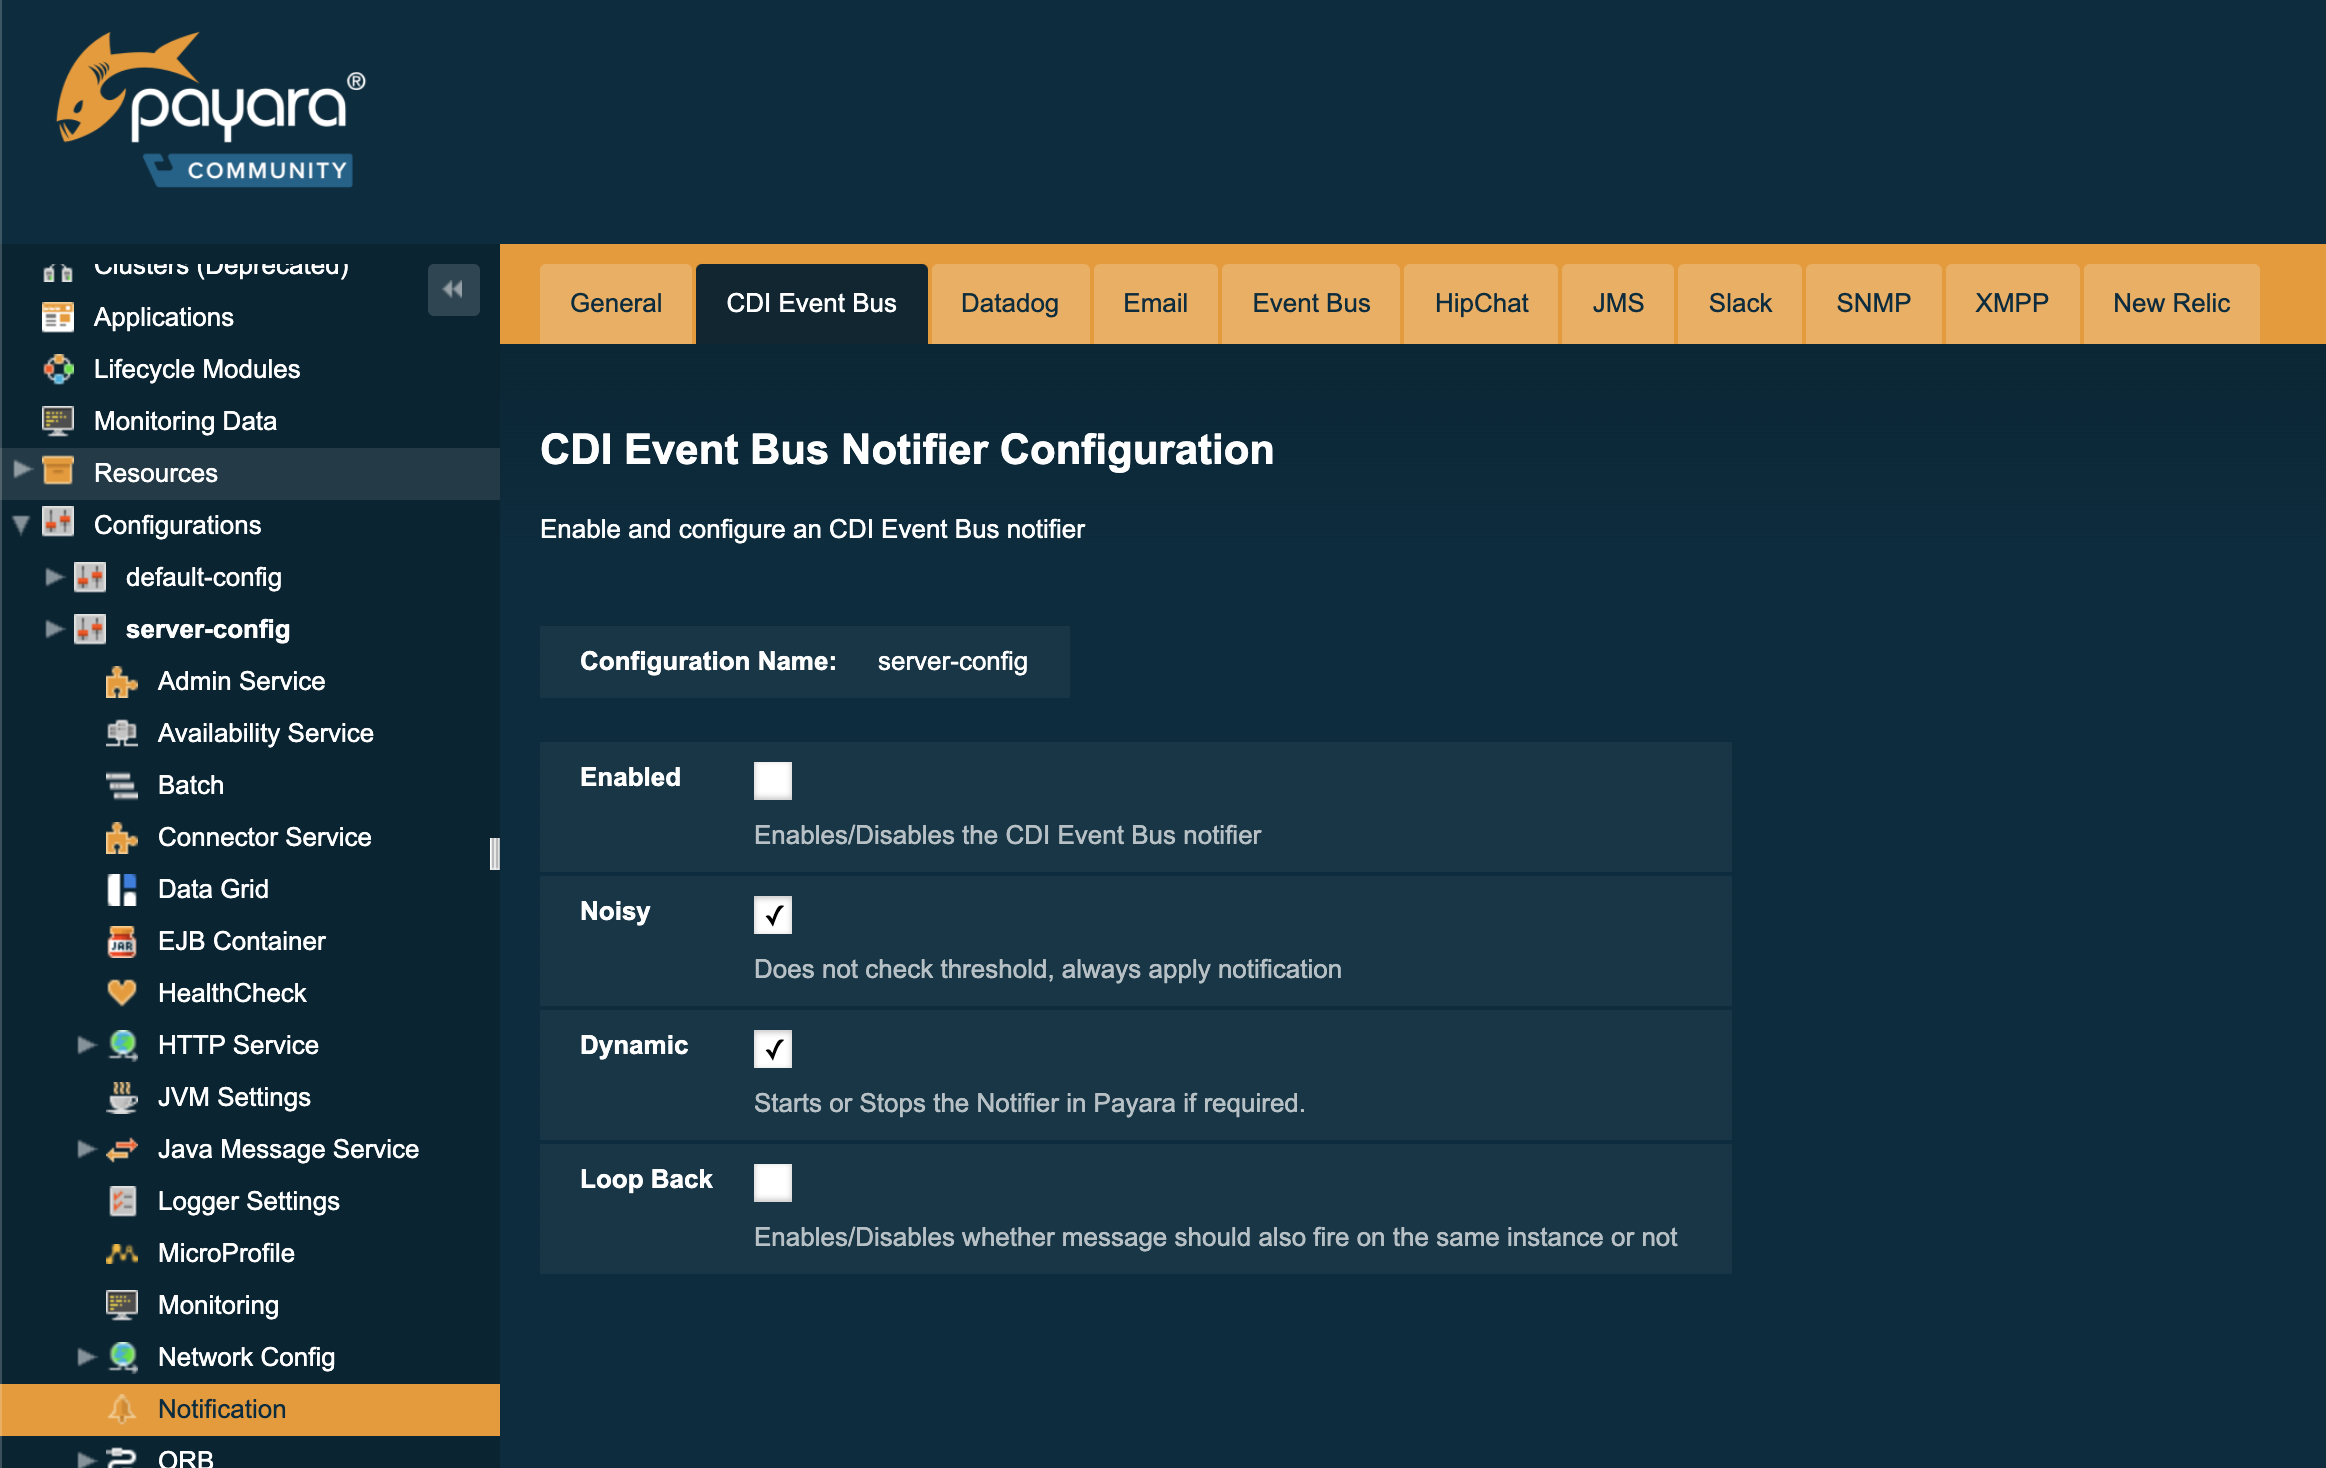 payara®
COMMUNITY
Clusters (Deprecated)
Applications
Lifecycle Modules
Monitoring Data
Resources
Configurations
default-config
server-config
Admin Service
Availability Service
Batch
Connector Service
Data Grid
JAR
EJB Container
HealthCheck
HTTP Service
JVM Settings
Java Message Service
Logger Settings
MicroProfile
Monitoring
Network Config
Notification
ORB
General CDI Event Bus Datadog Email Event Bus HipChat JMS Slack SNMP XMPP New Relic
CDI Event Bus Notifier Configuration
Enable and configure an CDI Event Bus notifier
Configuration Name: server-config
Enabled
Enables/Disables the CDI Event Bus notifier
Noisy
Does not check threshold, always apply notification
Dynamic
Starts or Stops the Notifier in Payara if required.
Loop Back
Enables/Disables whether message should also fire on the same instance or not